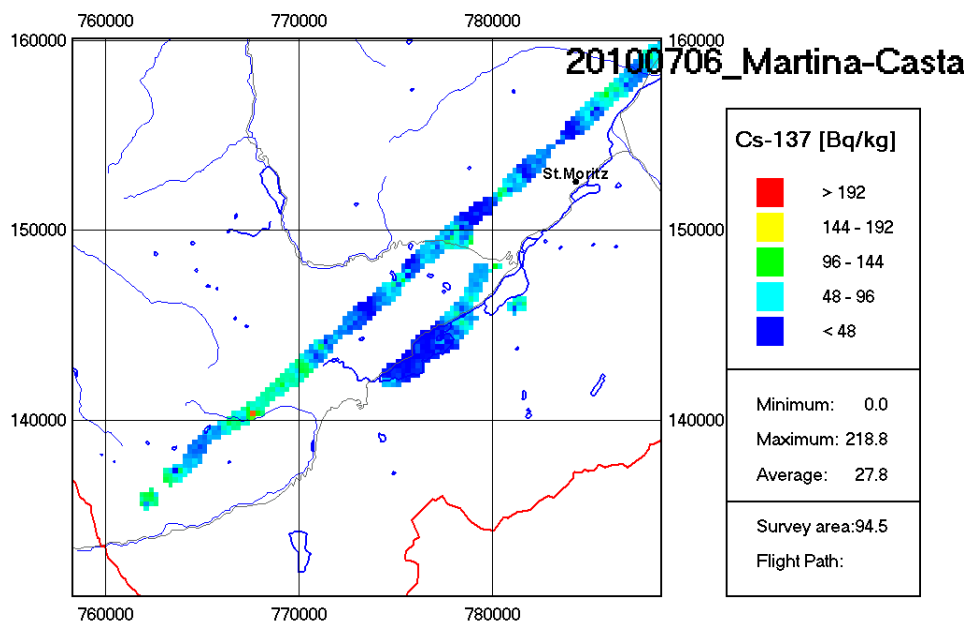 760000 770000 780000
160000 160000
20100706_Martina-Casta
Cs-137 [Bq/kg]
> 192
144 - 192
96 - 144
48 - 96
< 48
St.Moritz
150000 150000
140000 140000
Minimum: 0.0
Maximum: 218.8
Average: 27.8
Survey area:94.5
Flight Path:
760000 770000 780000